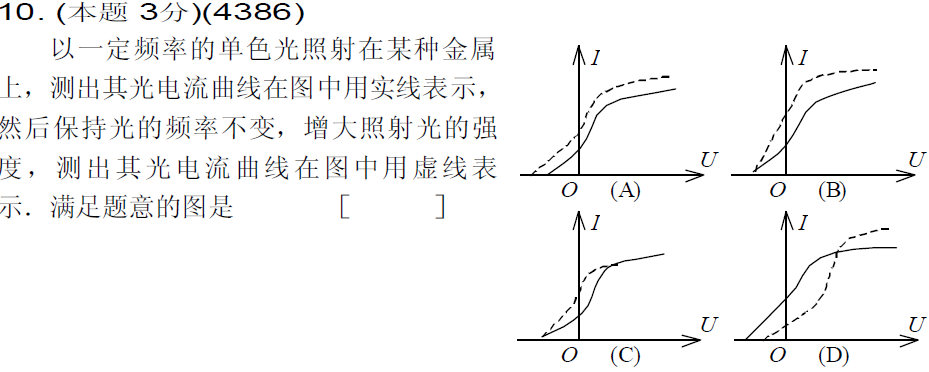 10. (本题 3分)(4386)
以一定频率的单色光照射在某种金属
上，测出其光电流曲线在图中用实线表示，
然后保持光的频率不变，增大照射光的强
度，测出其光电流曲线在图中用虚线表
示．满足题意的图是 [ ]
I
I
U
U
O
(A)
O
(B)
I
I
U
U
O
(C)
O
(D)